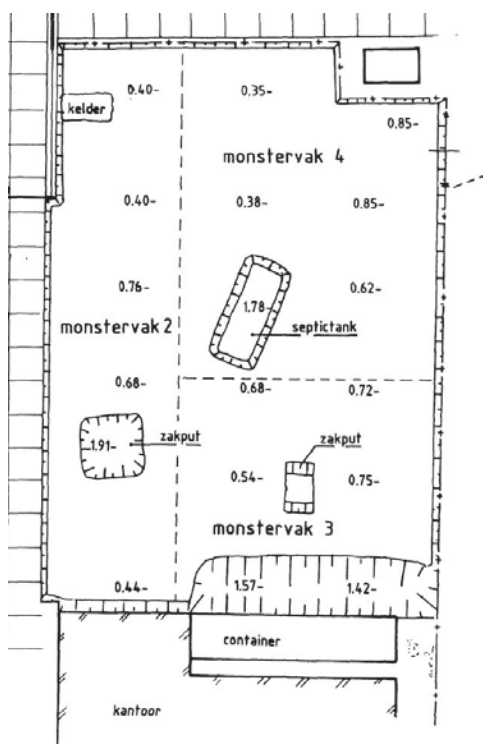 0.40-
0.35-
kelder
0.85-
monstervak 4
0.40-
0.38-
0.85-
0.76-
0.62-
1.78-
monstervak 2
septictank
0.68-
0.68-
0.72-
zakput
1.91-
zakput
0.54-
0.75-
monstervak 3
0.44-
1.57-
1.42-
container
kantoor